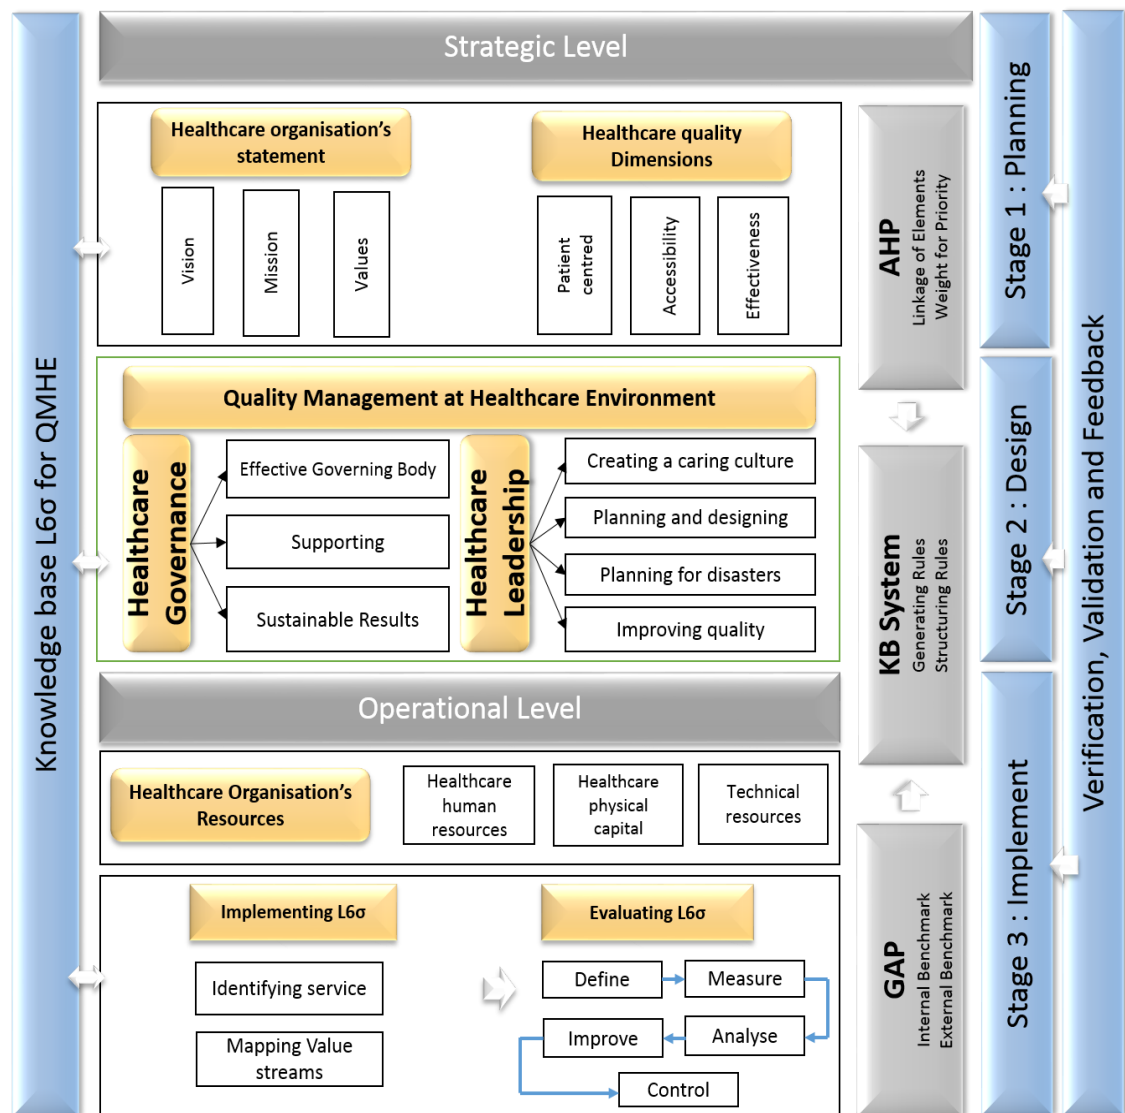 Strategic Level
Healthcare organisation's
statement
Vision
Mission
Values
Healthcare quality
Dimensions
Patient
centred
Accessibility
Effectiveness
Quality Management at Healthcare Environment
Healthcare
Governance
Effective Governing Body
Supporting
Sustainable Results
Healthcare
Leadership
Creating a caring culture
Planning and designing
Planning for disasters
Improving quality
Operational Level
Healthcare Organisation's
Resources
Healthcare
human
resources
Healthcare
physical
capital
Technical
resources
Implementing L6σ
Identifying service
Mapping Value
streams
Evaluating L6σ
Define
Measure
Analyse
Improve
Control
Knowledge base L6σ for QMHE
AHP
Linkage of Elements
Weight for Priority
KB System
Generating Rules
Structuring Rules
GAP
Internal Benchmark
External Benchmark
Stage 1 : Planning
Stage 2 : Design
Stage 3 : Implement
Verification, Validation and Feedback